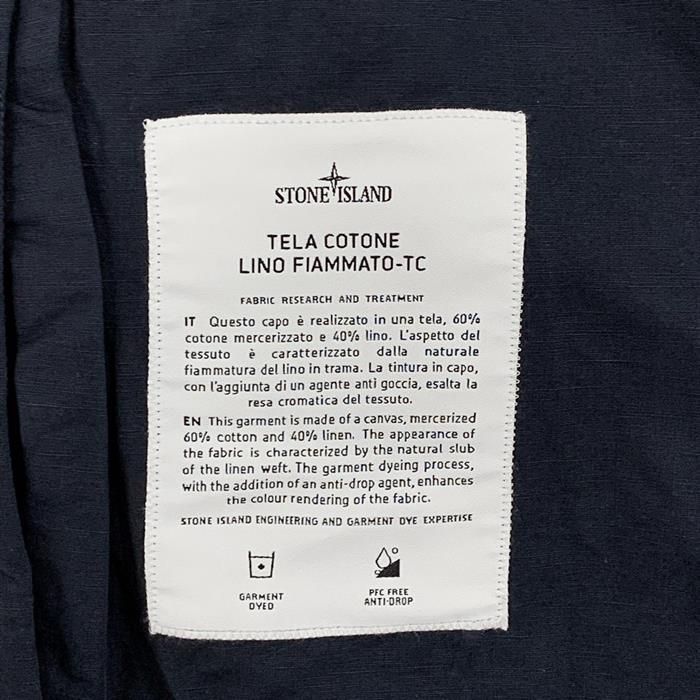 STONE ISLAND
TELA COTONE
LINO FIAMMATO-TC
FABRIC RESEARCH AND TREATMENT
IT Questo capo è realizzato in una tela, 60%
cotone mercerizzato e 40% lino. L'aspetto del
tessuto è caratterizzato dalla naturale
fiammatura del lino in trama. La tintura in capo,
con l'aggiunta di un agente anti goccia, esalta la
resa cromatica del tessuto.
EN This garment is made of a canvas, mercerized
60% cotton and 40% linen. The appearance of
the fabric is characterized by the natural slub
of the linen weft. The garment dyeing process,
with the addition of an anti-drop agent, enhances
the colour rendering of the fabric.
STONE ISLAND ENGINEERING AND GARMENT DYE EXPERTISE
GARMENT
DYED
PFC FREE
ANTI-DROP